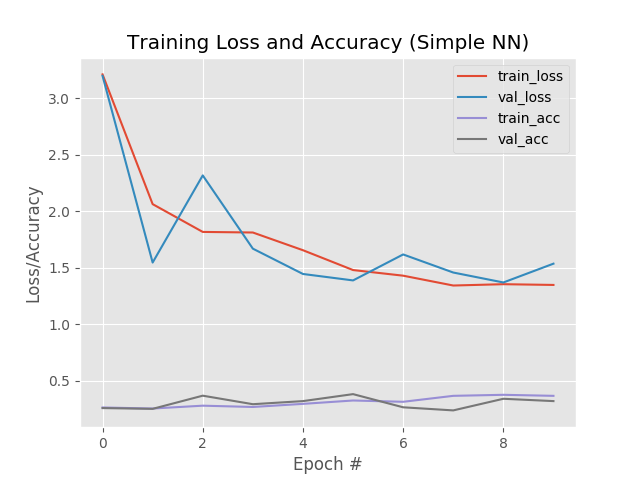 Training Loss and Accuracy (Simple NN)
train_loss
val_loss
train_acc
val_acc
3.0
2.5
2.0
1.5
1.0
0.5
Loss/Accuracy
0 2 4 6 8
Epoch #